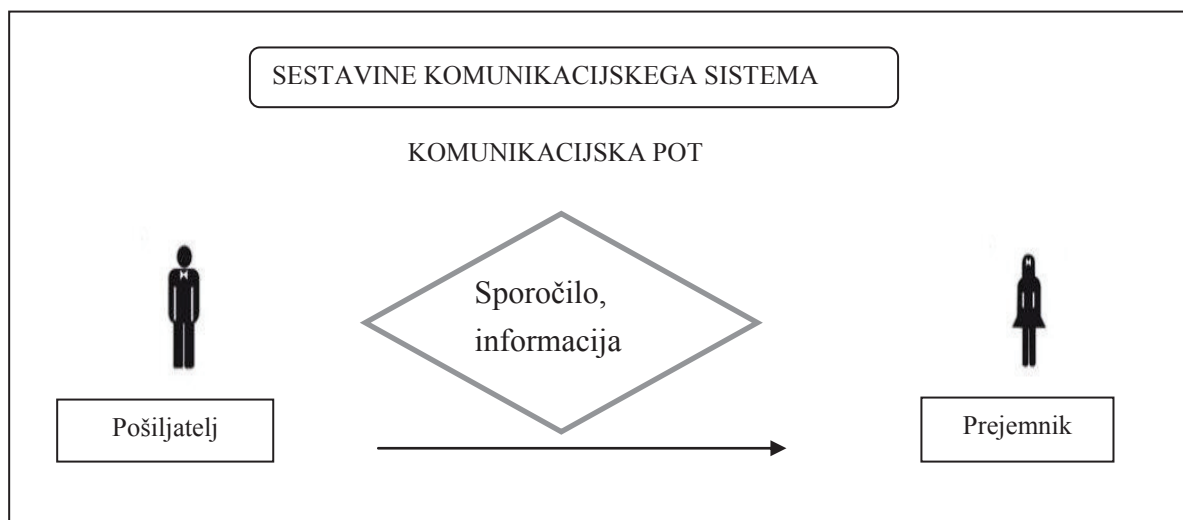 SESTAVINE KOMUNIKACIJSKEGA SISTEMA
KOMUNIKACIJSKA POT
Sporočilo,
informacija
Pošiljatelj
Prejemnik